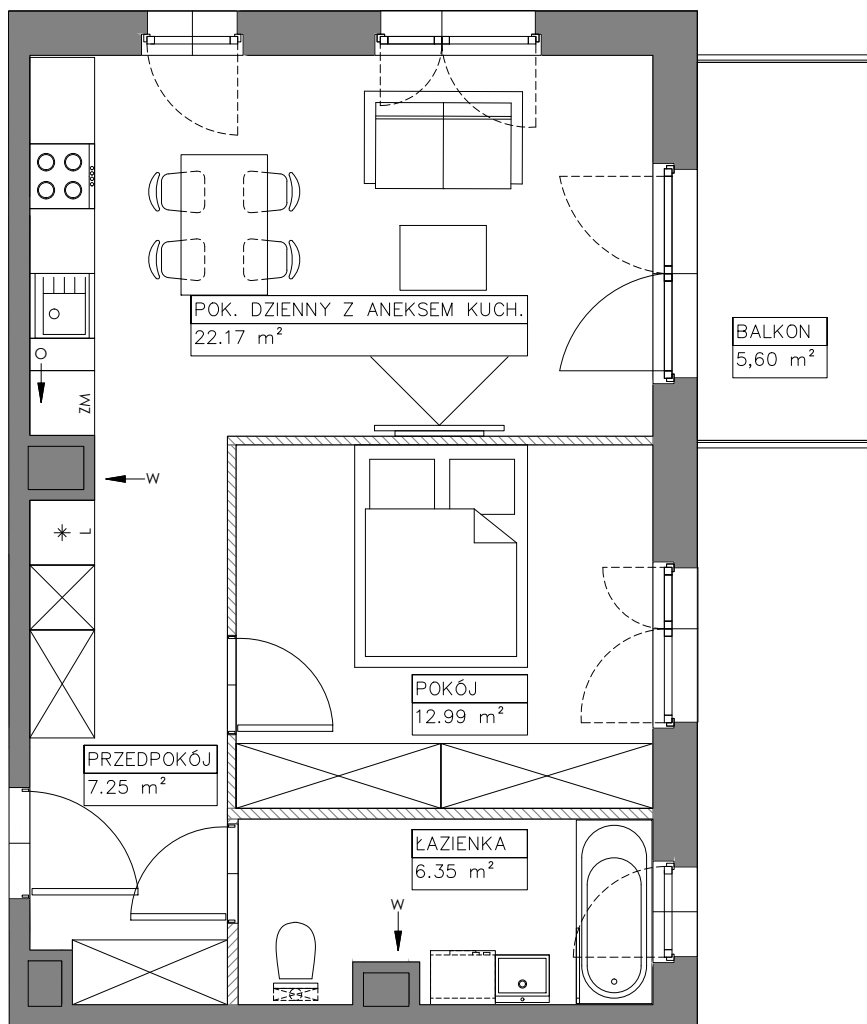 POK. DZIENNY Z ANEKSEM KUCH.
22.17 m²
BALKON
5,60 m²
ZM
W
L
POKÓJ
12.99 m²
PRZEDPOKÓJ
7.25 m²
ŁAZIENKA
6.35 m²
W